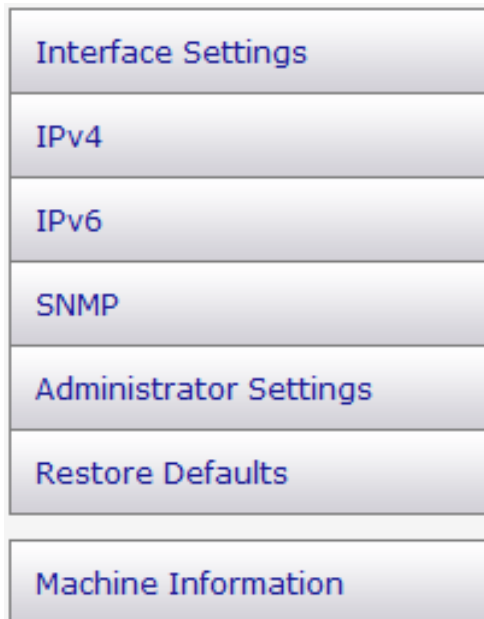 Interface Settings
IPv4
IPv6
SNMP
Administrator Settings
Restore Defaults
Machine Information